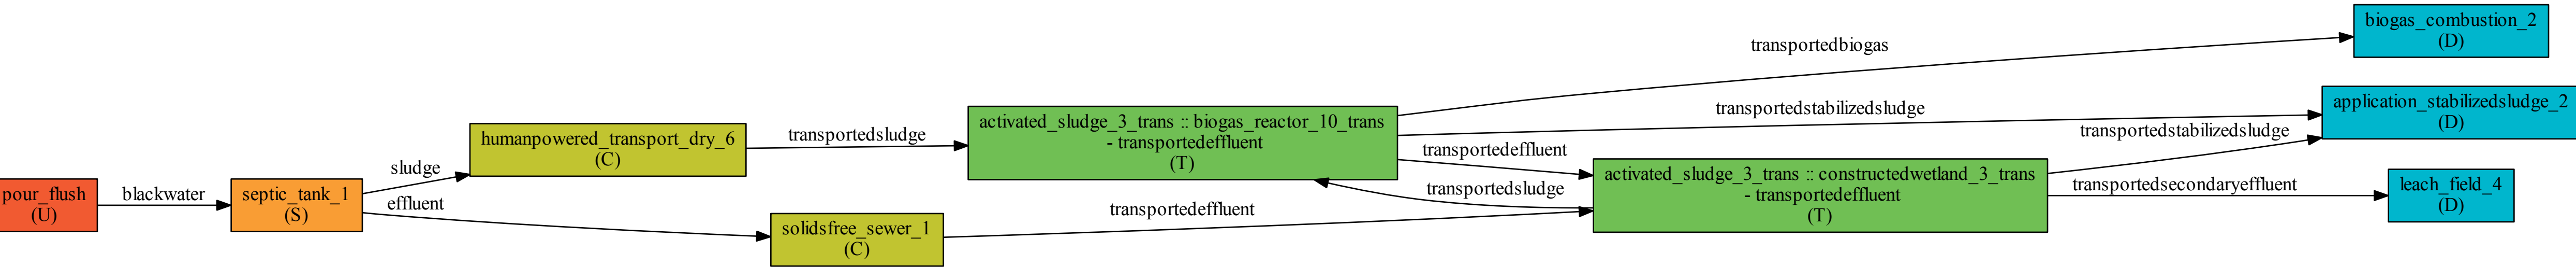 pour_flush
(U)
blackwater
septic_tank_1
(S)
sludge
effluent
humanpowered_transport_dry_6
(C)
solidsfree_sewer_1
(C)
transportedsludge
transportedeffluent
activated_sludge_3_trans :: biogas_reactor_10_trans
- transportedeffluent
(T)
transportedeffluent
transportedsludge
activated_sludge_3_trans :: constructedwetland_3_trans
- transportedeffluent
(T)
transportedbiogas
transportedstabilizedsludge
transportedstabilizedsludge
transportedsecondaryeffluent
biogas_combustion_2
(D)
application_stabilizedsludge_2
(D)
leach_field_4
(D)